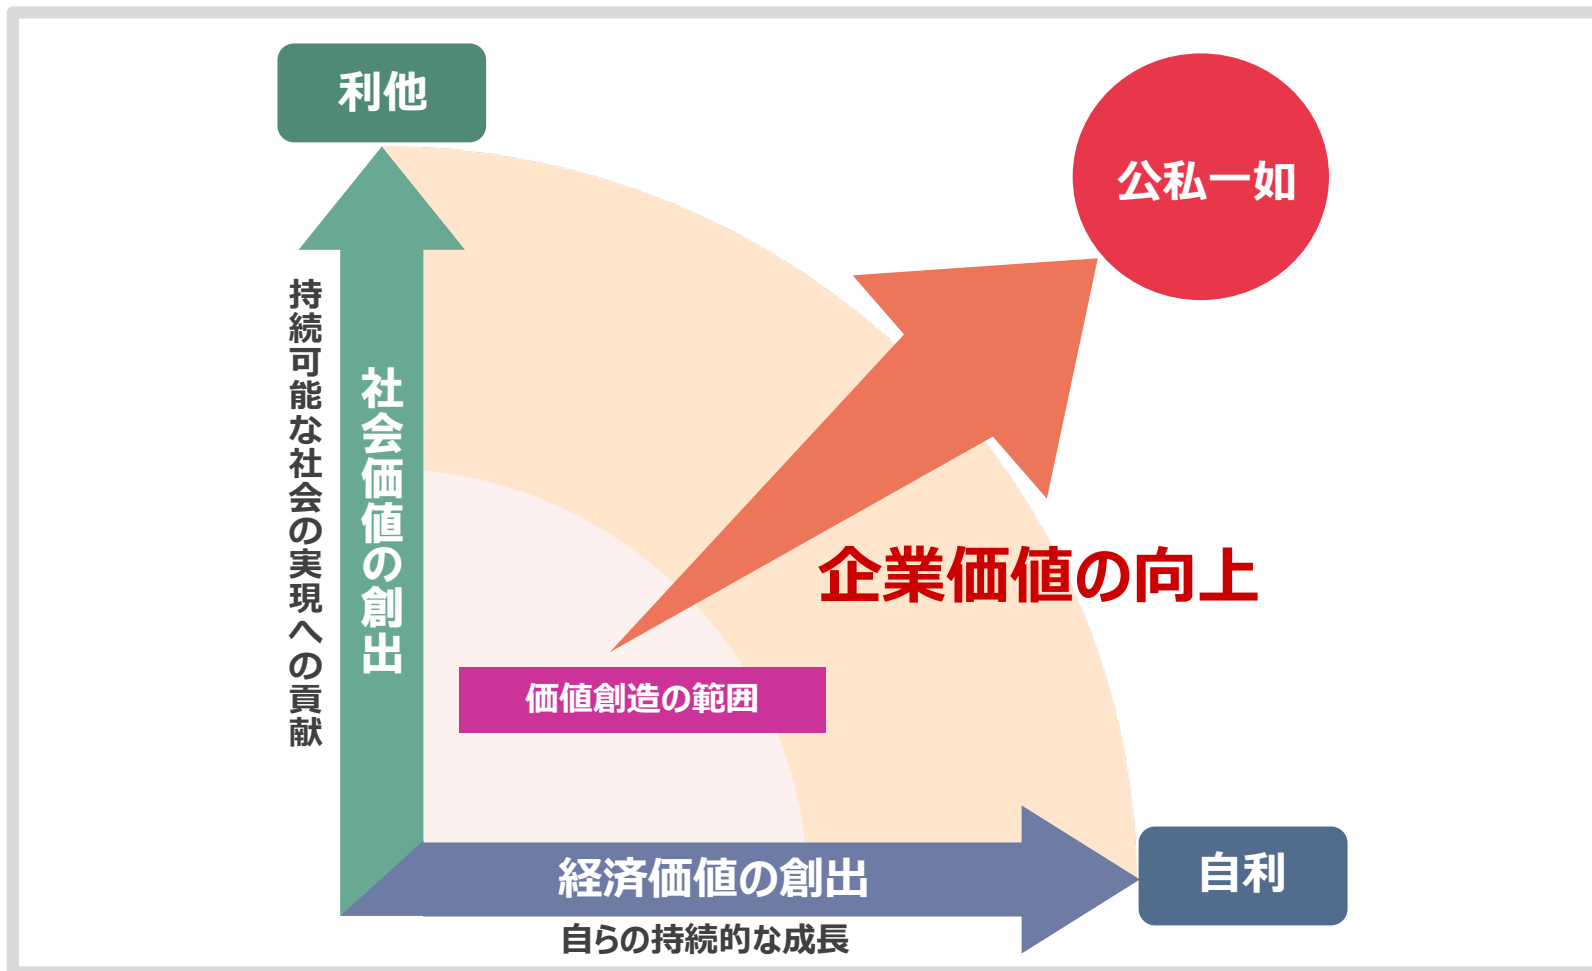 利他
公私一如
持続可能な社会の実現への貢献
社会価値の創出
企業価値の向上
価値創造の範囲
経済価値の創出
自利
自らの持続的な成長